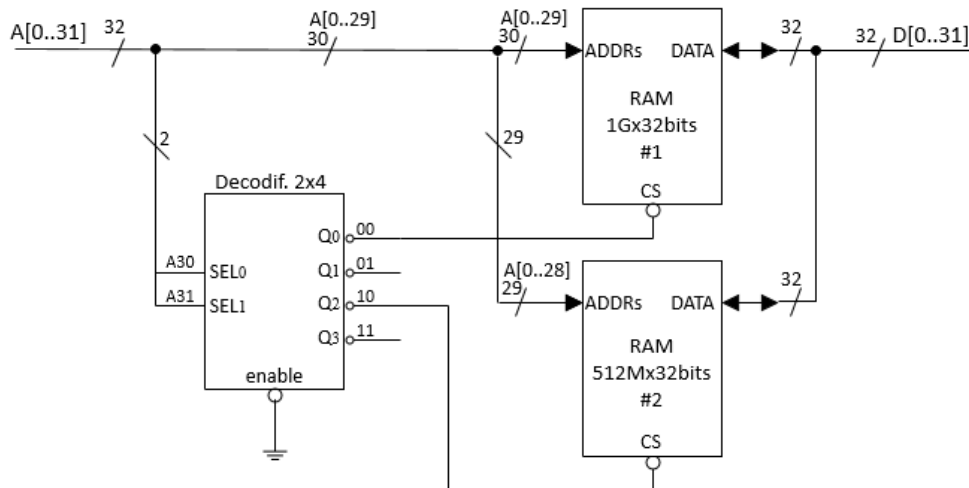 A[0..31]
32
A[0..29]
30
A[0..29]
30
ADDRs
DATA
32
32
D[0..31]
RAM
1Gx32bits
#1
CS
2
29
Decodif. 2x4
Q0
00
A30
SEL0
Q1
01
A31
SEL1
Q2
10
Q3
11
enable
A[0..28]
29
ADDRs
DATA
32
RAM
512Mx32bits
#2
CS